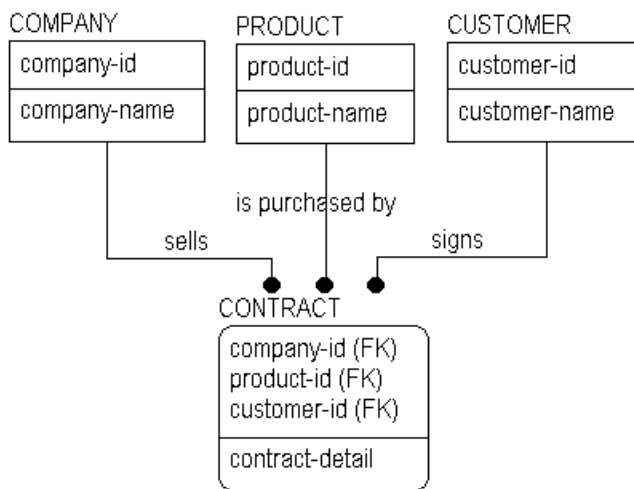 COMPANY
company-id
company-name
PRODUCT
product-id
product-name
CUSTOMER
customer-id
customer-name
is purchased by
sells
signs
CONTRACT
company-id (FK)
product-id (FK)
customer-id (FK)
contract-detail